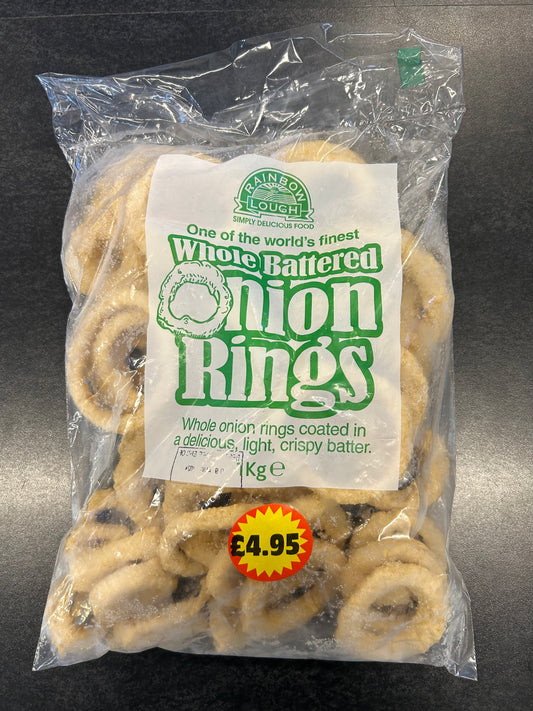 RAINBOW
LOUGH
SIMPLY DELICIOUS FOOD
One of the world's finest
Whole Battered
Onion
Rings
Whole onion rings coated in
a delicious, light, crispy batter.
1Kg ℮
£4.95